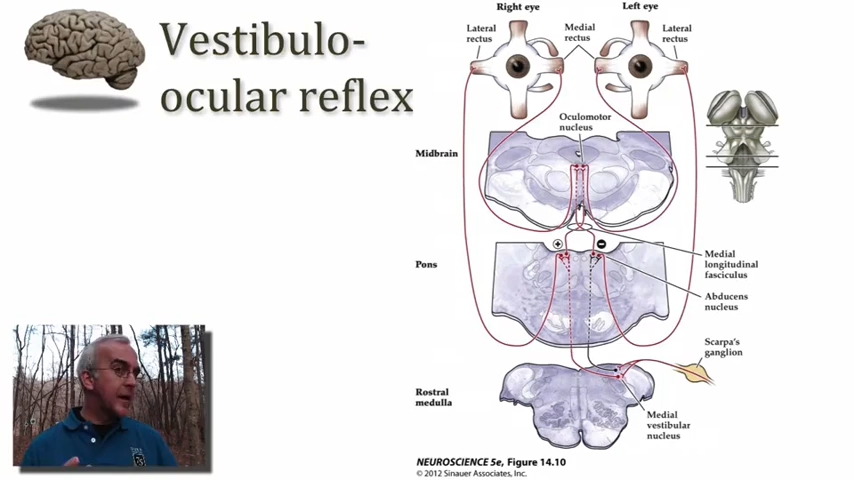 Vestibulo-
ocular reflex
Right eye
Left eye
Lateral
rectus
Medial
rectus
Lateral
rectus
Oculomotor
nucleus
Midbrain
+
−
Pons
Medial
longitudinal
fasciculus
Abducens
nucleus
Scarpa's
ganglion
Rostral
medulla
Medial
vestibular
nucleus
NEUROSCIENCE 5e, Figure 14.10
© 2012 Sinauer Associates, Inc.